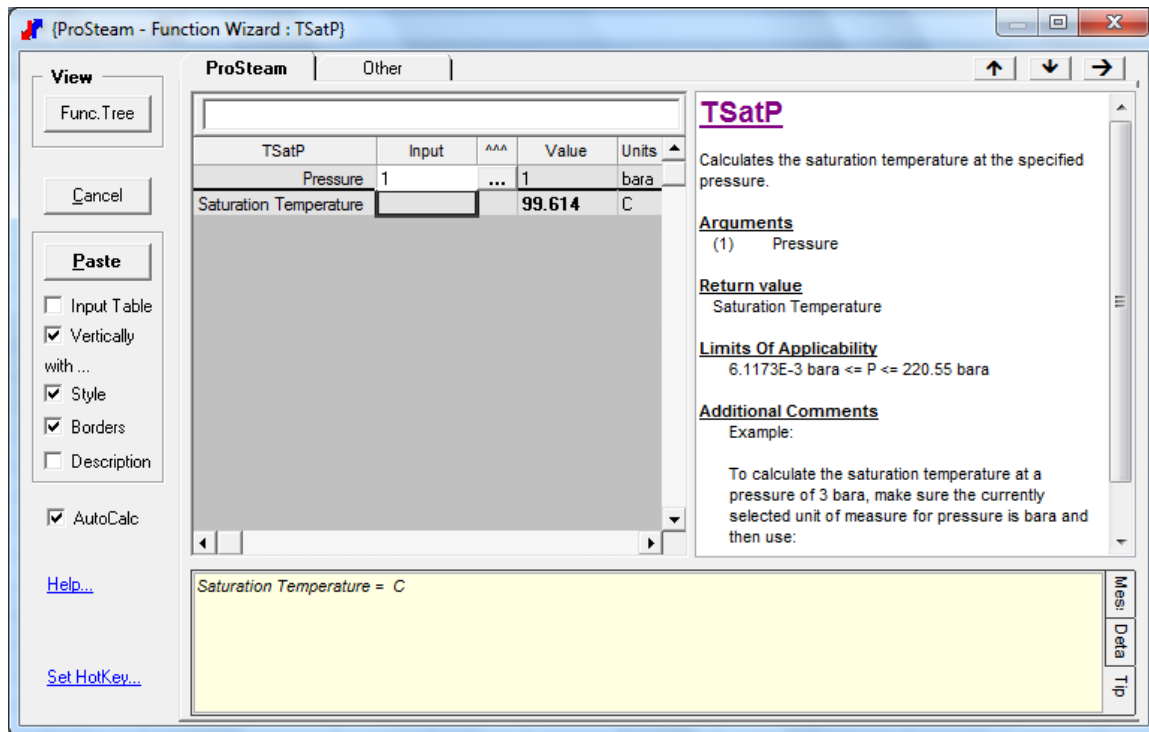 {ProSteam - Function Wizard : TSatP}
View
Func.Tree
Cancel
Paste
Input Table
Vertically
with ...
Style
Borders
Description
AutoCalc
Help...
Set HotKey...
ProSteam Other
TSatP Input ^^^ Value Units
Pressure 1 ... 1 bara
Saturation Temperature 99.614 C
TSatP
Calculates the saturation temperature at the specified
pressure.
Arguments
(1) Pressure
Return value
Saturation Temperature
Limits Of Applicability
6.1173E-3 bara <= P <= 220.55 bara
Additional Comments
Example:
To calculate the saturation temperature at a
pressure of 3 bara, make sure the currently
selected unit of measure for pressure is bara and
then use:
Saturation Temperature = C
Mes:
Deta
Tip